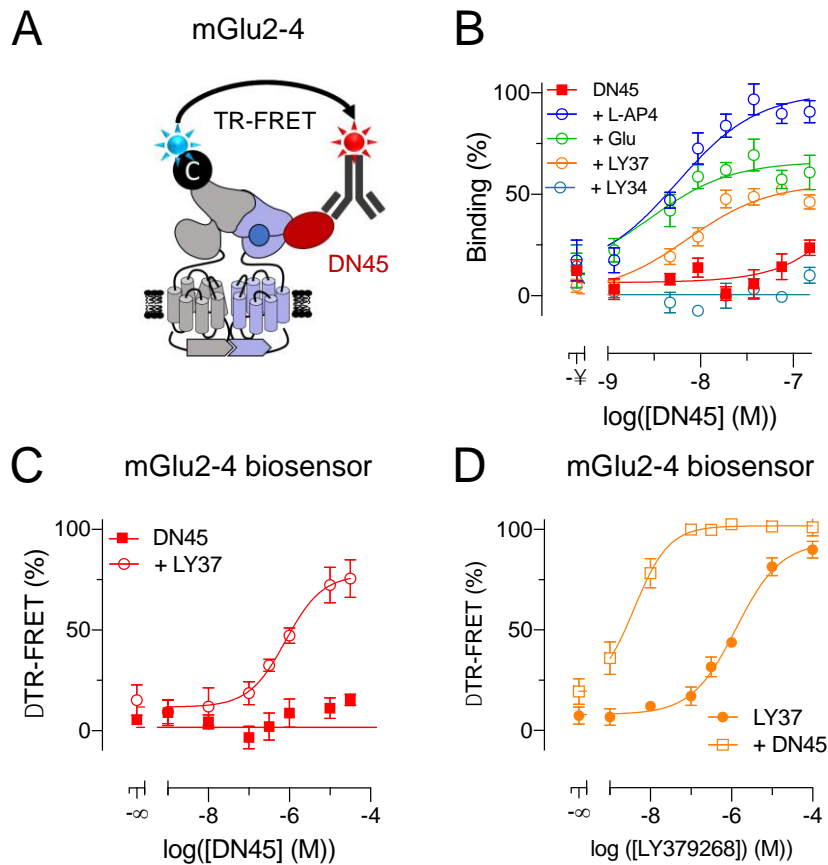 A
mGlu2-4
TR-FRET
C
DN45
B
DN45
+ L-AP4
+ Glu
+ LY37
+ LY34
Binding (%)
100
50
0
-¥
-9
-8
-7
log([DN45] (M))
C
mGlu2-4 biosensor
DN45
+ LY37
DTR-FRET (%)
100
50
0
-∞
-8
-6
-4
log([DN45] (M))
D
mGlu2-4 biosensor
DTR-FRET (%)
100
50
0
LY37
+ DN45
-∞
-8
-6
-4
log ([LY379268]) (M))